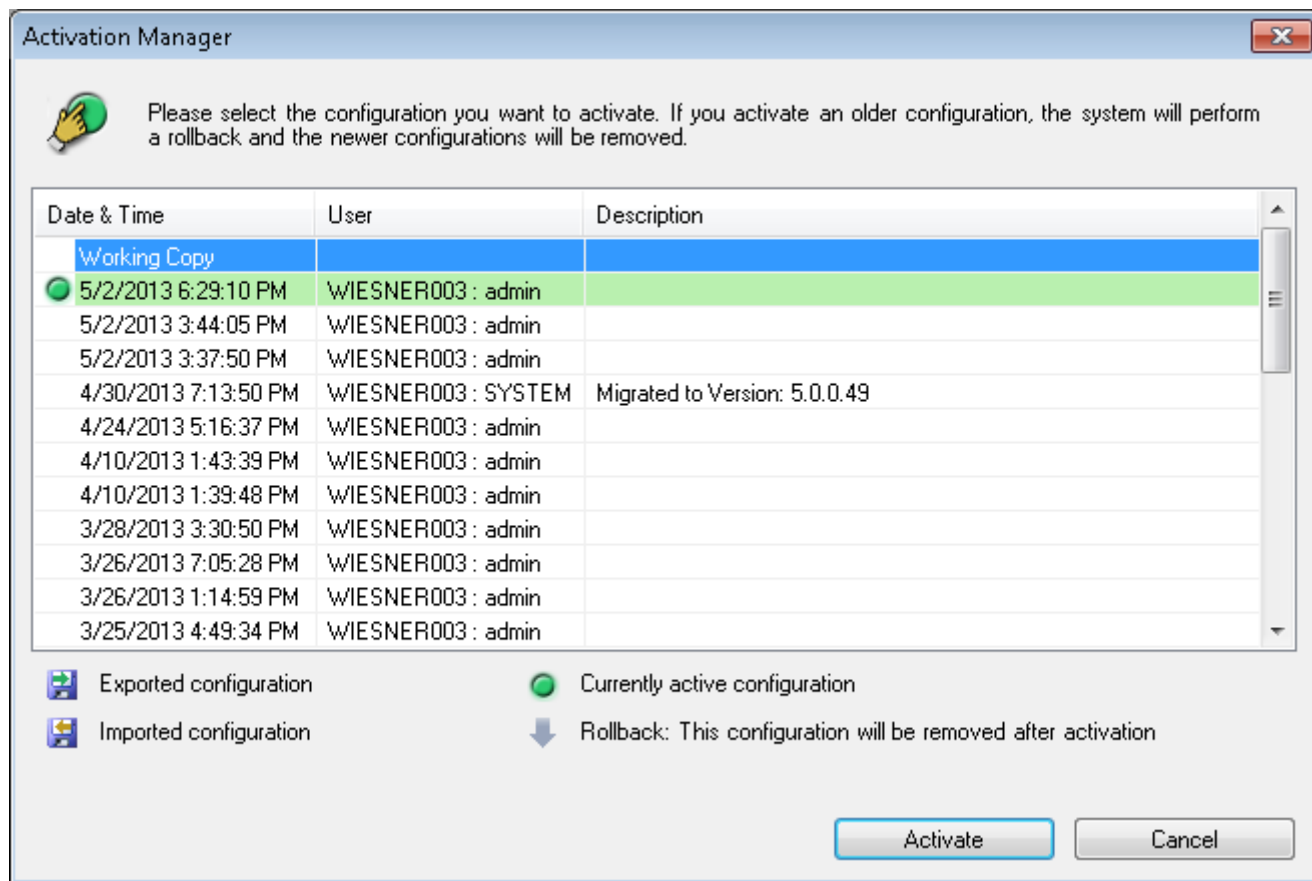 Activation Manager
Please select the configuration you want to activate. If you activate an older configuration, the system will perform
a rollback and the newer configurations will be removed.
Date & Time User Description
Working Copy
5/2/2013 6:29:10 PM WIESNER003 : admin
5/2/2013 3:44:05 PM WIESNER003 : admin
5/2/2013 3:37:50 PM WIESNER003 : admin
4/30/2013 7:13:50 PM WIESNER003 : SYSTEM Migrated to Version: 5.0.0.49
4/24/2013 5:16:37 PM WIESNER003 : admin
4/10/2013 1:43:39 PM WIESNER003 : admin
4/10/2013 1:39:48 PM WIESNER003 : admin
3/28/2013 3:30:50 PM WIESNER003 : admin
3/26/2013 7:05:28 PM WIESNER003 : admin
3/26/2013 1:14:59 PM WIESNER003 : admin
3/25/2013 4:49:34 PM WIESNER003 : admin
Exported configuration Currently active configuration
Imported configuration Rollback: This configuration will be removed after activation
Activate Cancel